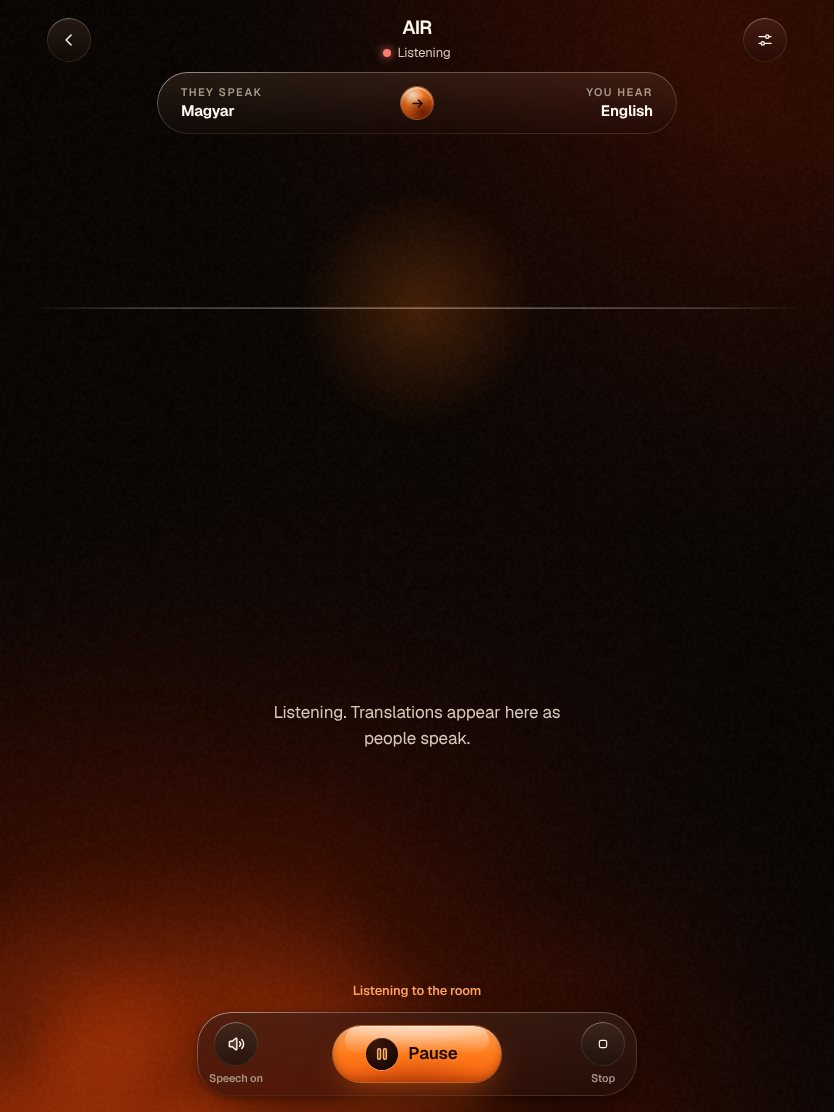 AIR
Listening
THEY SPEAK
Magyar
YOU HEAR
English
Listening. Translations appear here as
people speak.
Listening to the room
Speech on
Pause
Stop